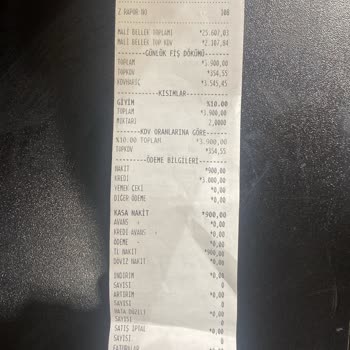 Z RAPOR NO 308
MALİ BELLEK TOPLAMI *25.607,03
MALİ BELLEK TOP KDV *2.387,84
GÜNLÜK FİŞ DÖKÜMÜ
TOPLAM *3.900,00
TOPKDV *354,55
KDVHARİÇ *3.545,45
KISIMLAR
GİYİM %10.00
TOPLAM *3.900,00
MİKTARI 2,0000
KDV ORANLARINA GÖRE
%10.00 TOPLAM *3.900,00
TOPKDV *354,55
ÖDEME BİLGİLERİ
NAKİT *900,00
KREDİ *3.000,00
YEMEK ÇEKİ *0,00
DİĞER ÖDEME *0,00
KASA NAKİT *900,00
AVANS *0,00
KREDİ AVANS *0,00
ÖDEME *0,00
TL NAKİT *900,00
DÖVİZ NAKİT *0,00
İNDİRİM *0,00
SAYISI 0
ARTIRIM *0,00
SAYISI 0
HATA DÜZELT *0,00
SAYISI 0
SATIŞ İPTAL *0,00
SAYISI 0
FATURALAR